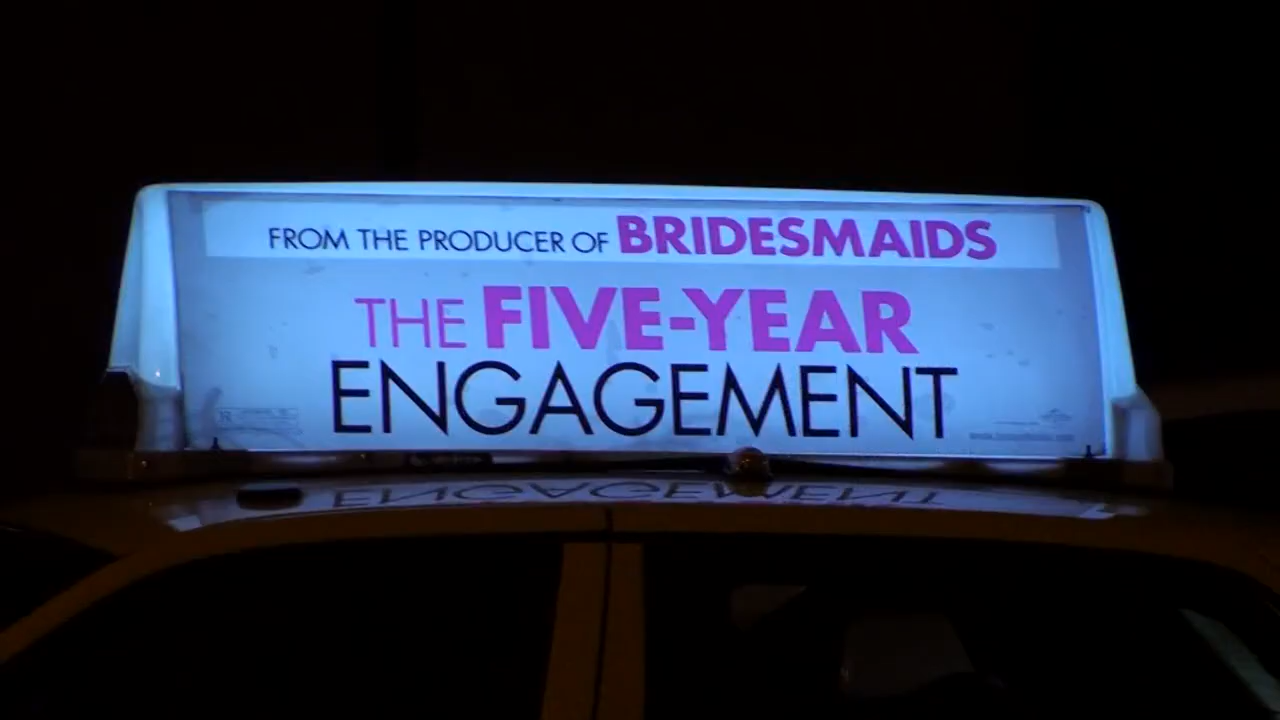 FROM THE PRODUCER OF BRIDESMAIDS
THE FIVE-YEAR
ENGAGEMENT
R